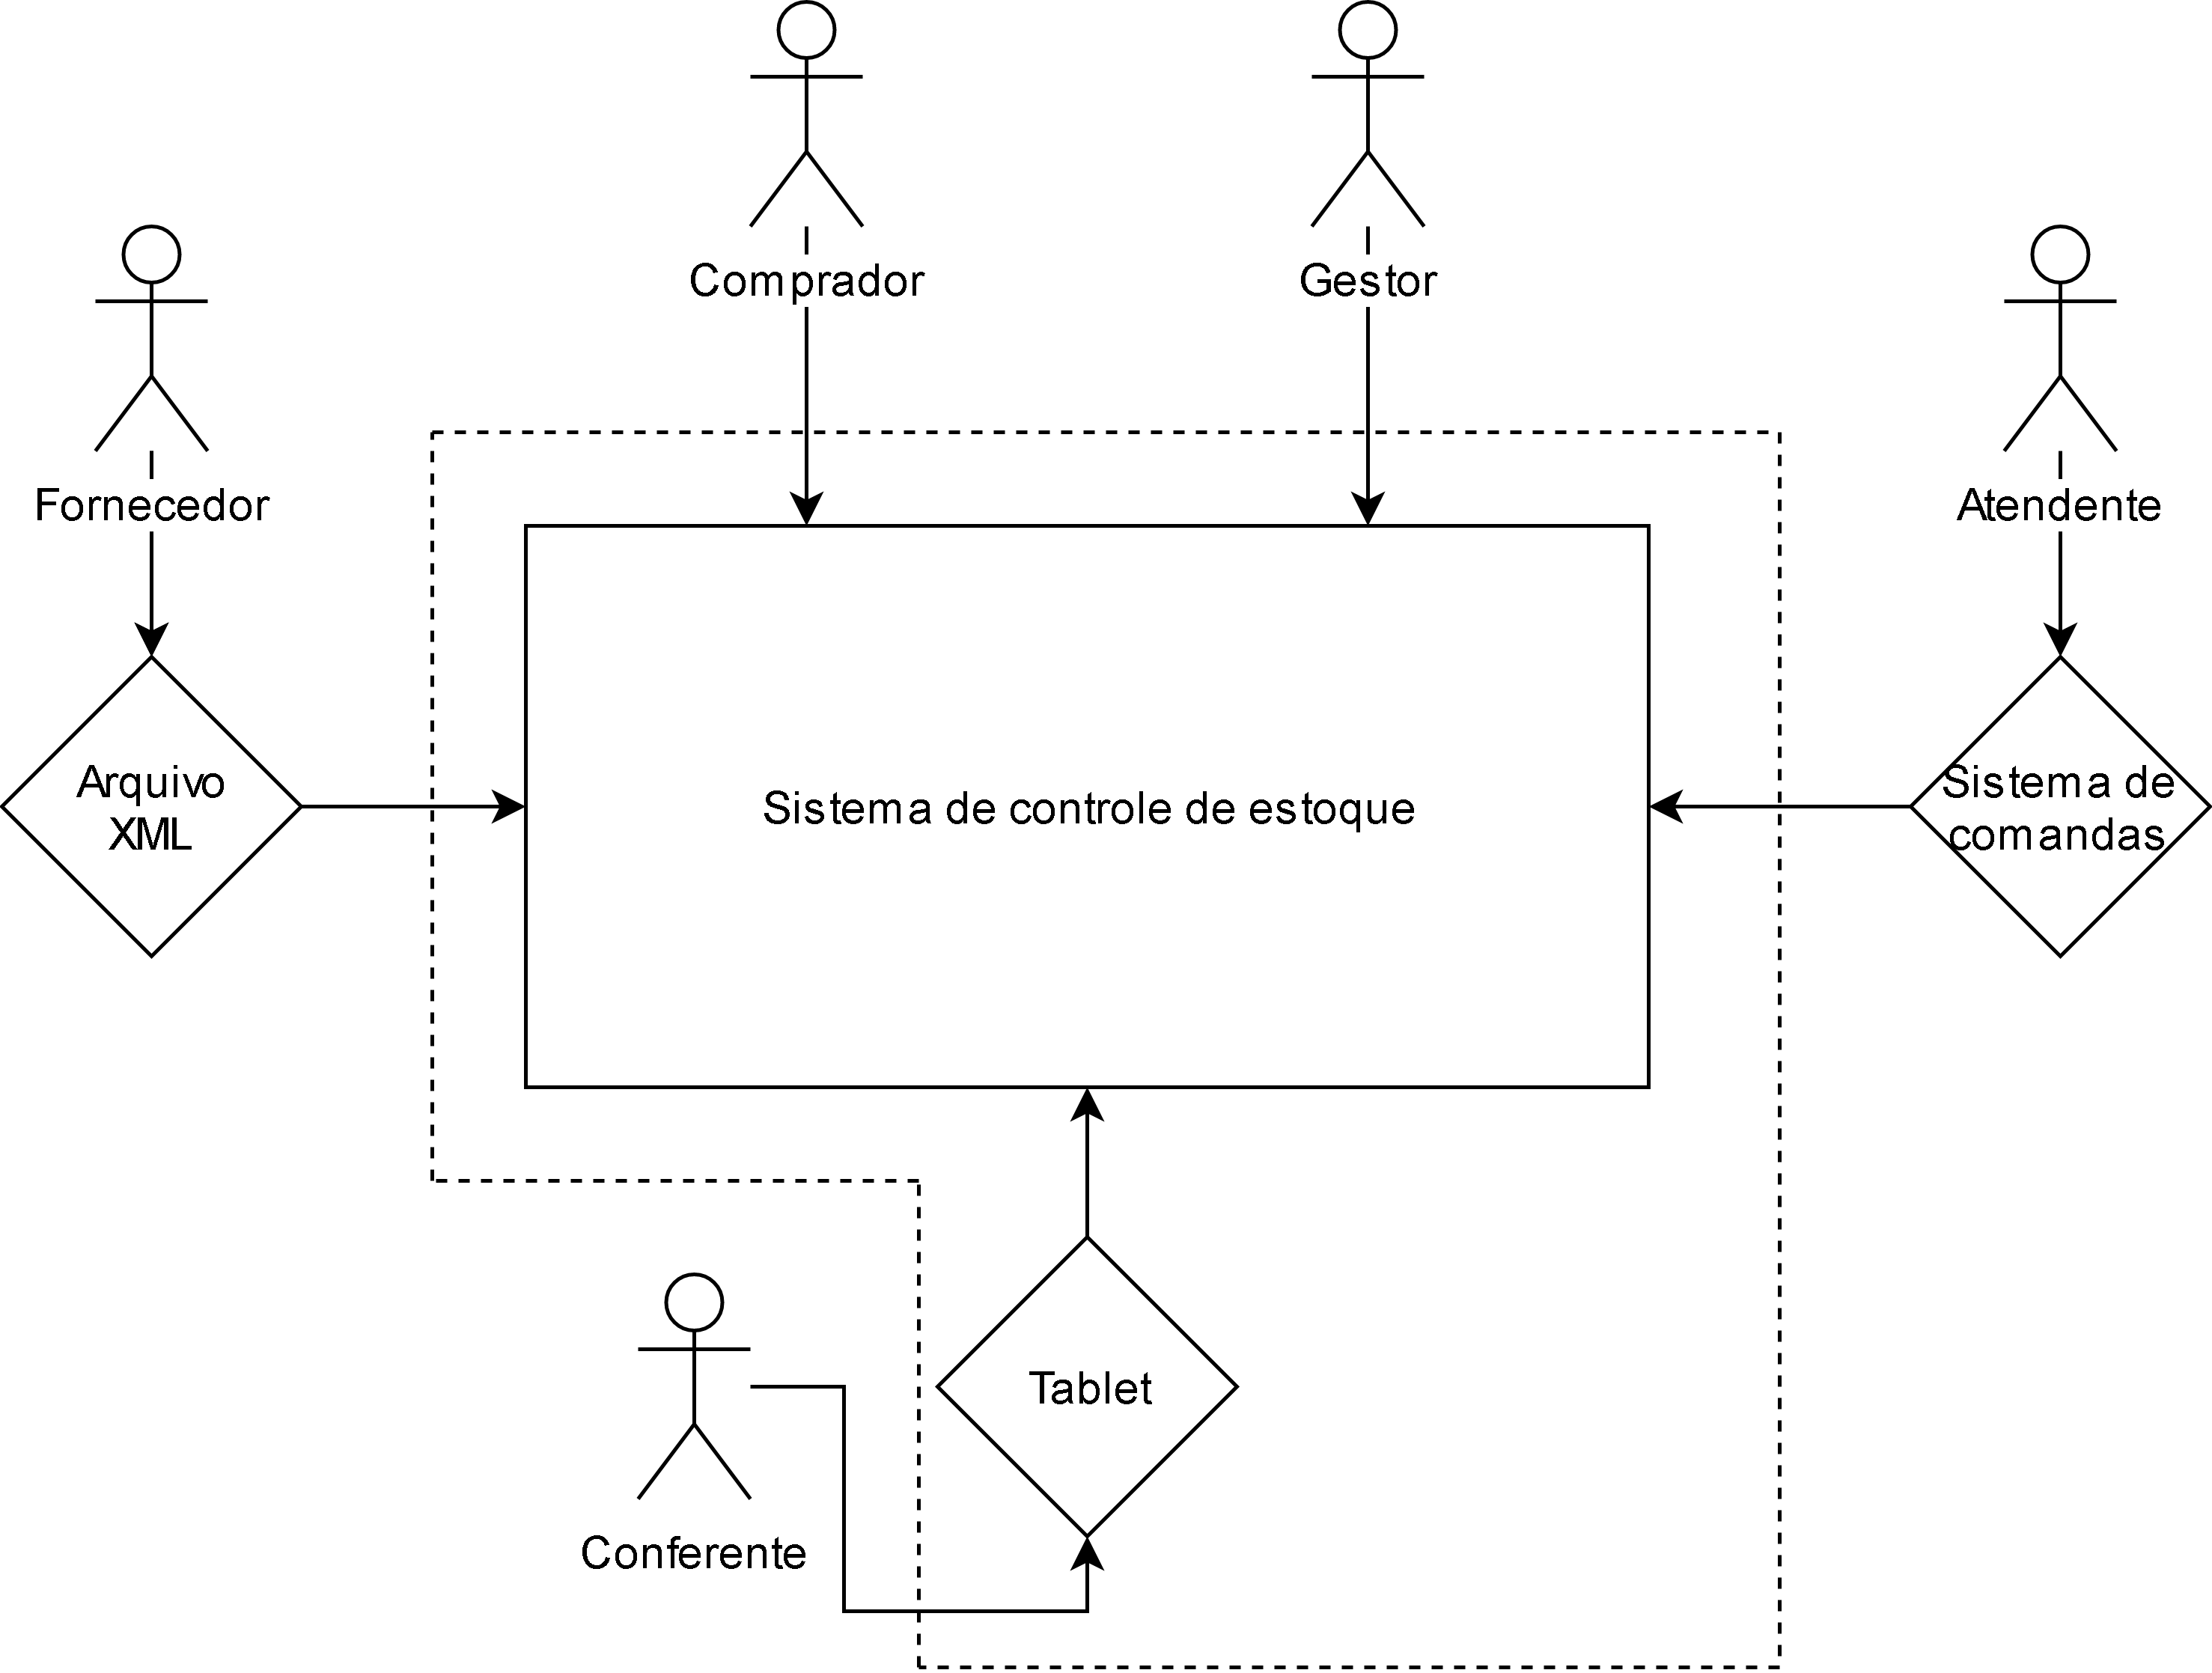 Comprador
Gestor
Fornecedor
Atendente
Arquivo
XML
Sistema de controle de estoque
Sistema de
comandas
Tablet
Conferente